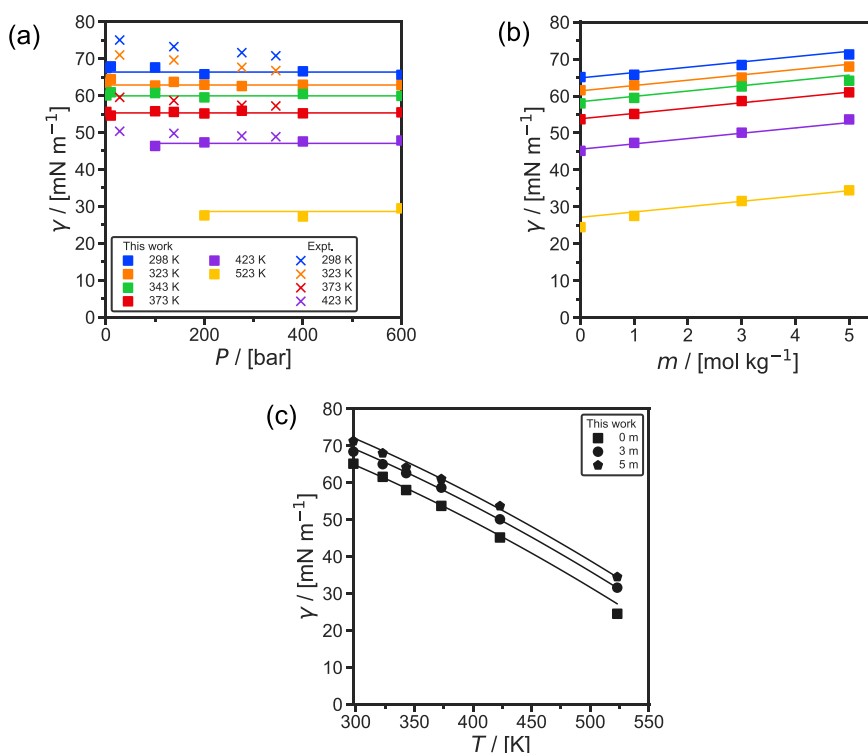 (a)
80
70
60
50
40
30
20
10
0
γ / [mN m⁻¹]
This work
298 K
323 K
343 K
373 K
423 K
523 K
Expt.
298 K
323 K
373 K
423 K
0 200 400 600
P / [bar]
(b)
80
70
60
50
40
30
20
10
0
γ / [mN m⁻¹]
0 1 2 3 4 5
m / [mol kg⁻¹]
(c)
80
70
60
50
40
30
20
10
0
γ / [mN m⁻¹]
This work
0 m
3 m
5 m
300 350 400 450 500 550
T / [K]